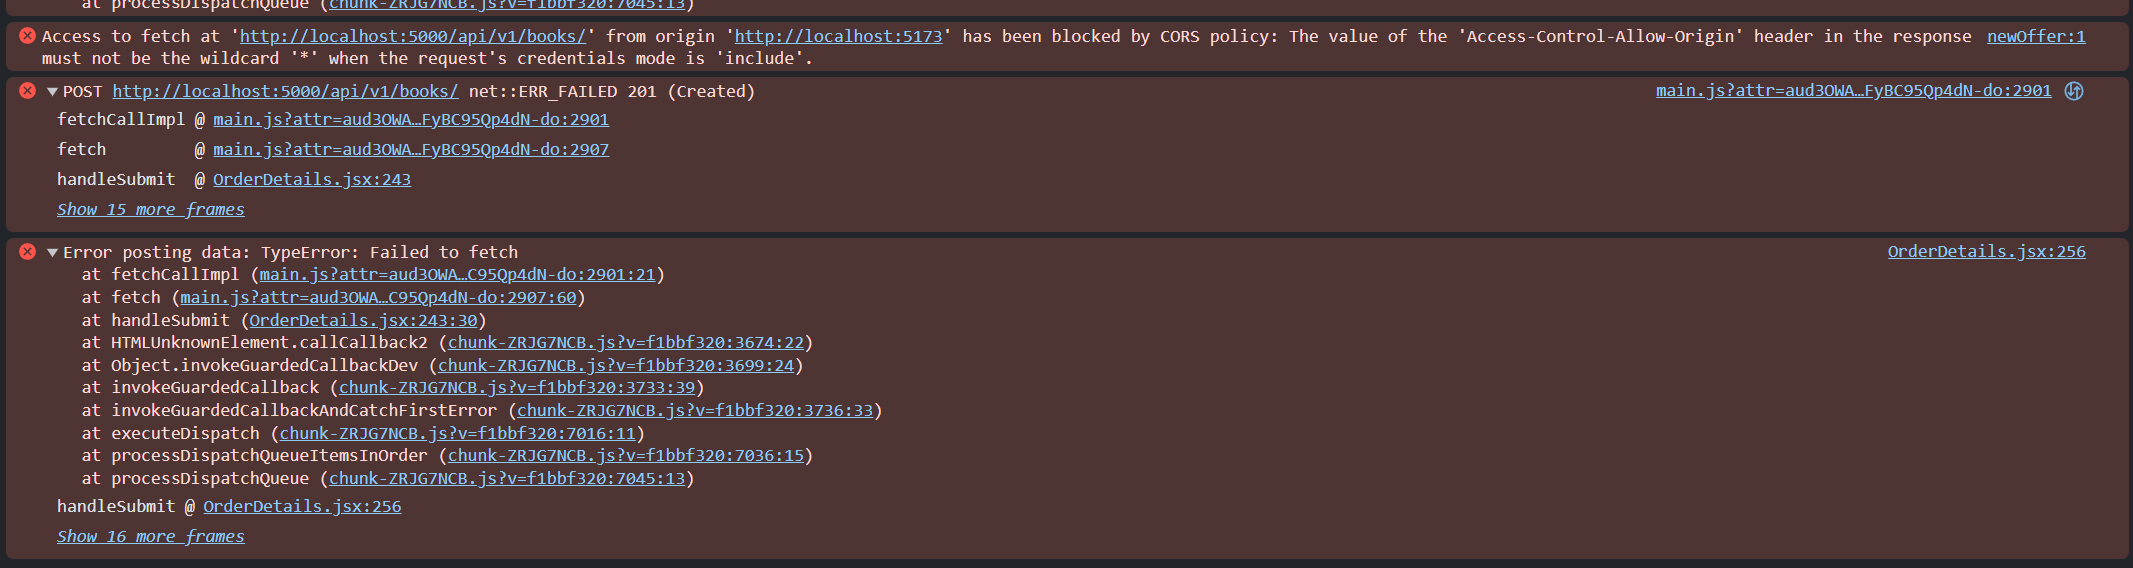 at processDispatchQueue (chunk-ZRJG7NCB.js?v=f1bbf320:7045:13)
Access to fetch at 'http://localhost:5000/api/v1/books/' from origin 'http://localhost:5173' has been blocked by CORS policy: The value of the 'Access-Control-Allow-Origin' header in the response newOffer:1
must not be the wildcard '*' when the request's credentials mode is 'include'.
▼POST http://localhost:5000/api/v1/books/ net::ERR_FAILED 201 (Created) main.js?attr=aud3OWA…FyBC95Qp4dN-do:2901
fetchCallImpl @ main.js?attr=aud3OWA…FyBC95Qp4dN-do:2901
fetch @ main.js?attr=aud3OWA…FyBC95Qp4dN-do:2907
handleSubmit @ OrderDetails.jsx:243
Show 15 more frames
▼Error posting data: TypeError: Failed to fetch OrderDetails.jsx:256
at fetchCallImpl (main.js?attr=aud3OWA…C95Qp4dN-do:2901:21)
at fetch (main.js?attr=aud3OWA…C95Qp4dN-do:2907:60)
at handleSubmit (OrderDetails.jsx:243:30)
at HTMLUnknownElement.callCallback2 (chunk-ZRJG7NCB.js?v=f1bbf320:3674:22)
at Object.invokeGuardedCallbackDev (chunk-ZRJG7NCB.js?v=f1bbf320:3699:24)
at invokeGuardedCallback (chunk-ZRJG7NCB.js?v=f1bbf320:3733:39)
at invokeGuardedCallbackAndCatchFirstError (chunk-ZRJG7NCB.js?v=f1bbf320:3736:33)
at executeDispatch (chunk-ZRJG7NCB.js?v=f1bbf320:7016:11)
at processDispatchQueueItemsInOrder (chunk-ZRJG7NCB.js?v=f1bbf320:7036:15)
at processDispatchQueue (chunk-ZRJG7NCB.js?v=f1bbf320:7045:13)
handleSubmit @ OrderDetails.jsx:256
Show 16 more frames